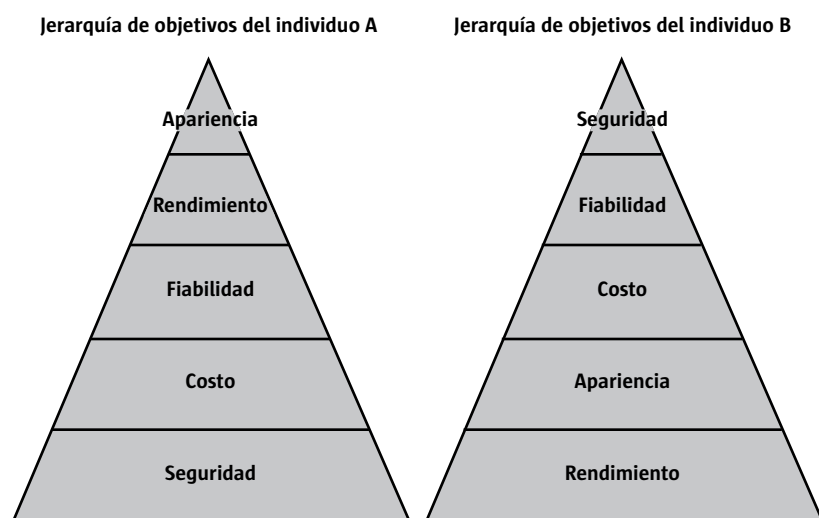 Jerarquía de objetivos del individuo A
Apariencia
Rendimiento
Fiabilidad
Costo
Seguridad
Jerarquía de objetivos del individuo B
Seguridad
Fiabilidad
Costo
Apariencia
Rendimiento